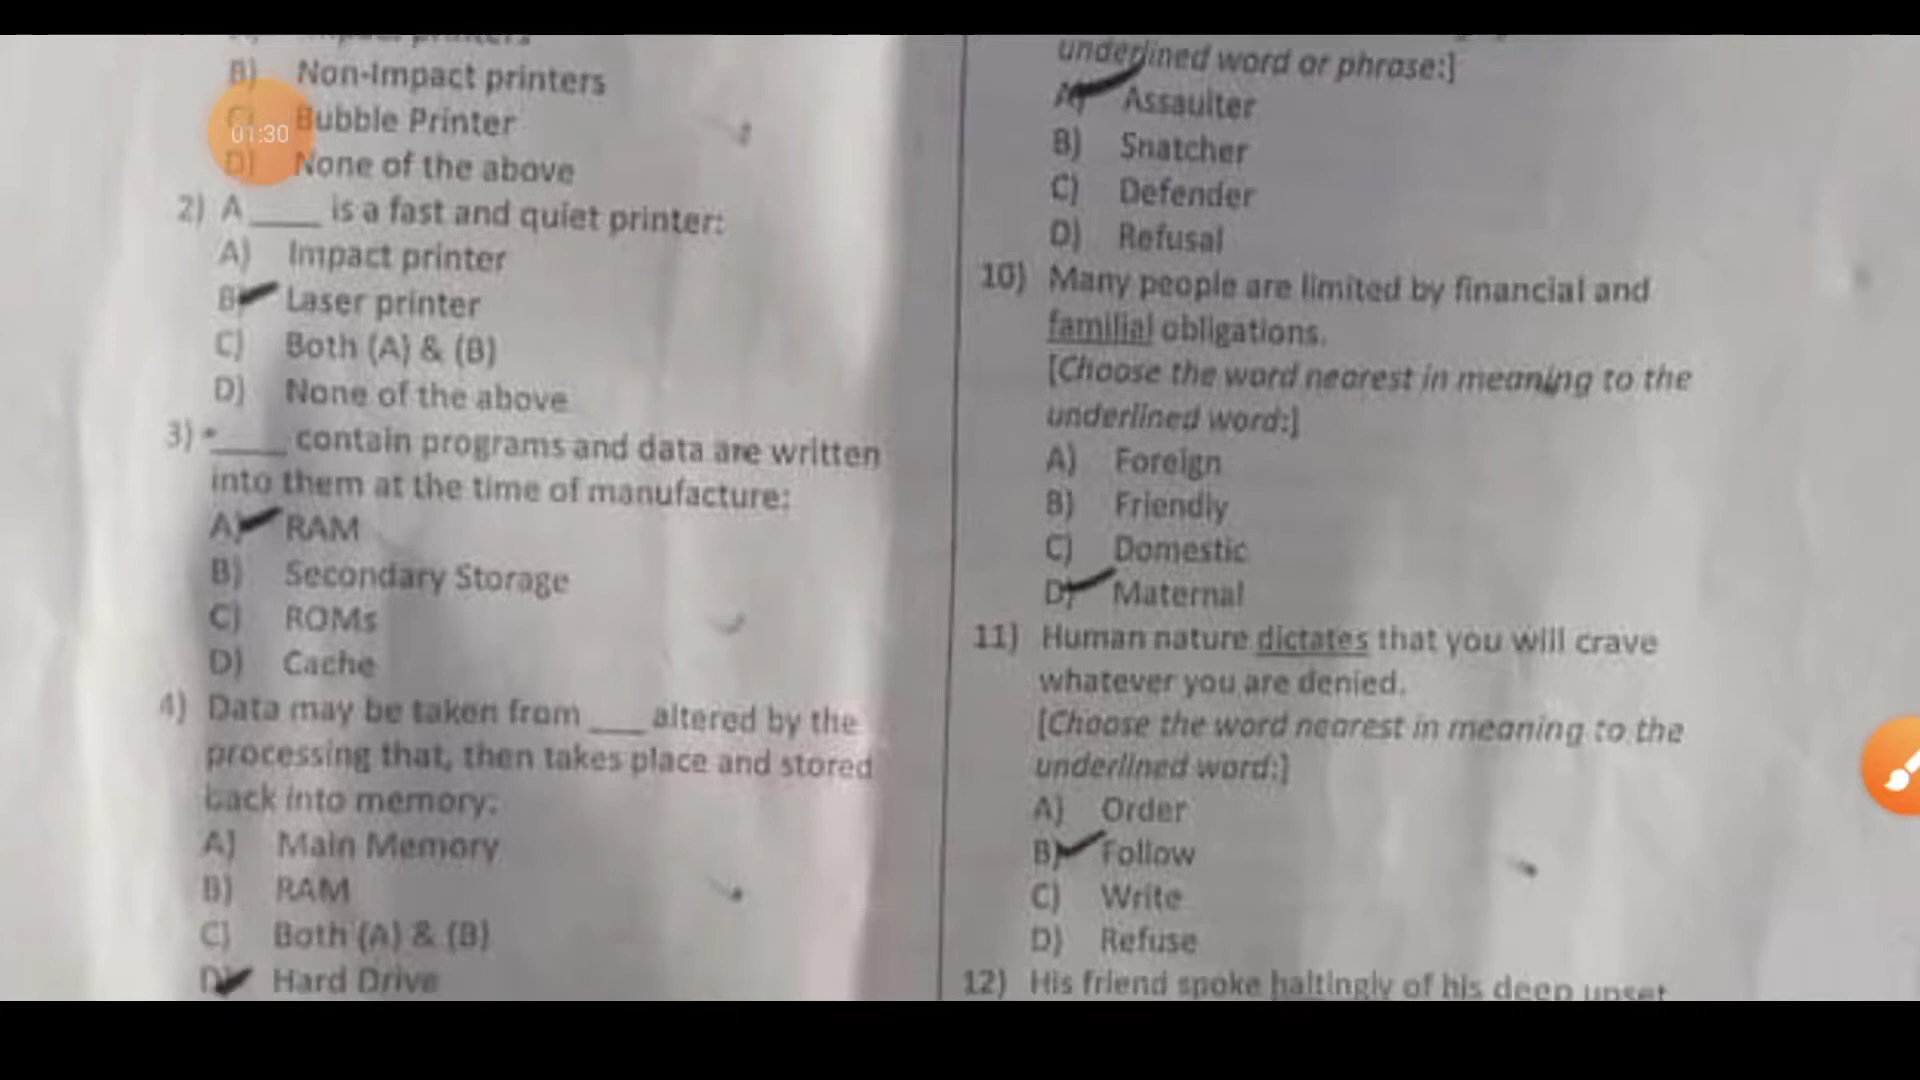 B) Non-Impact printers
01:30
Bubble Printer
D) None of the above
2) A ____ is a fast and quiet printer:
A) Impact printer
B) Laser printer
C) Both (A) & (B)
D) None of the above
3) ____ contain programs and data are written
into them at the time of manufacture:
A) RAM
B) Secondary Storage
C) ROMs
D) Cache
4) Data may be taken from ____ altered by the
processing that, then takes place and stored
back into memory:
A) Main Memory
B) RAM
C) Both (A) & (B)
D) Hard Drive
underlined word or phrase:]
A) Assaulter
B) Snatcher
C) Defender
D) Refusal
10) Many people are limited by financial and
familial obligations.
[Choose the word nearest in meaning to the
underlined word:]
A) Foreign
B) Friendly
C) Domestic
D) Maternal
11) Human nature dictates that you will crave
whatever you are denied.
[Choose the word nearest in meaning to the
underlined word:]
A) Order
B) Follow
C) Write
D) Refuse
12) His friend spoke haltingly of his deep upset